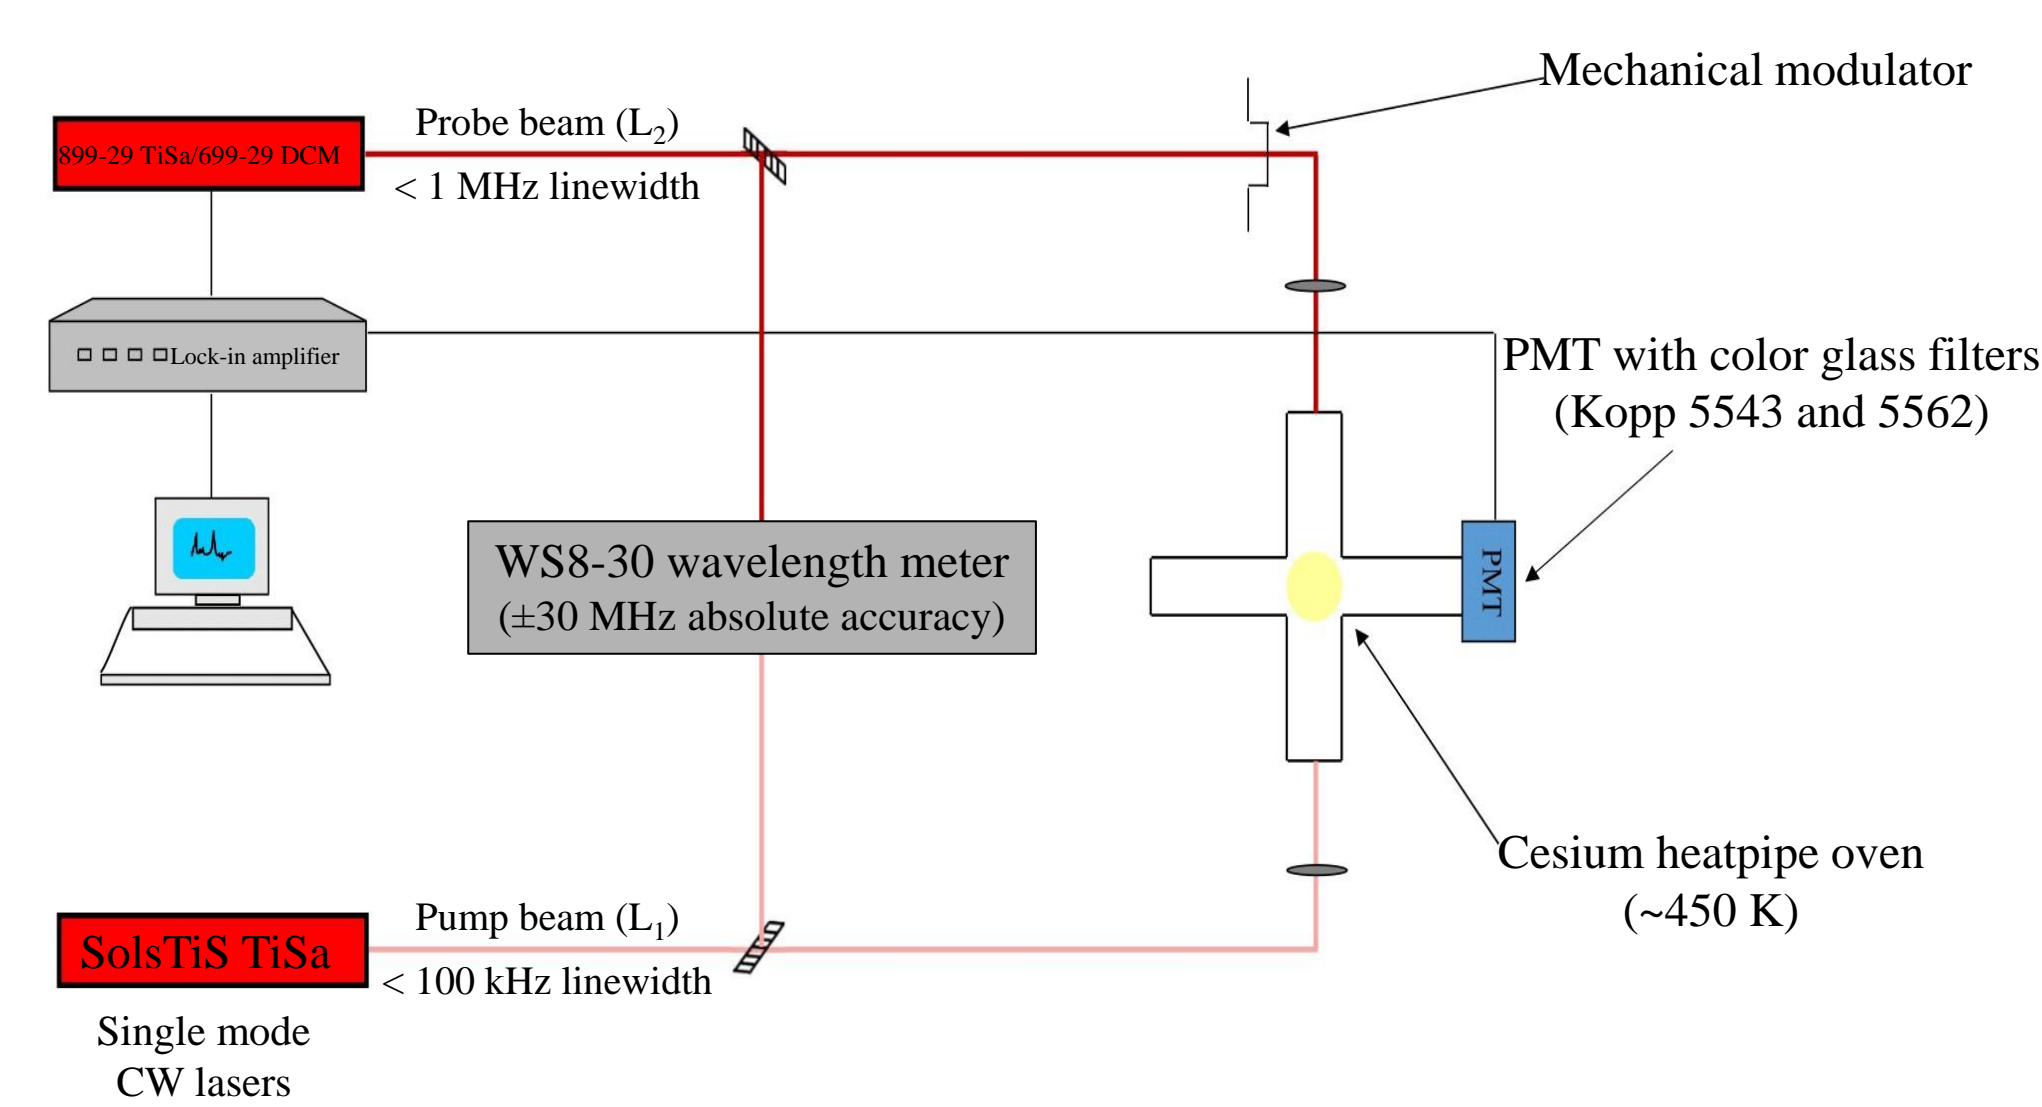 Mechanical modulator
Probe beam (L₂)
899-29 TiSa/699-29 DCM
< 1 MHz linewidth
Lock-in amplifier
PMT with color glass filters
(Kopp 5543 and 5562)
WS8-30 wavelength meter
(±30 MHz absolute accuracy)
PMT
Cesium heatpipe oven
(~450 K)
Pump beam (L₁)
SolsTiS TiSa
< 100 kHz linewidth
Single mode
CW lasers